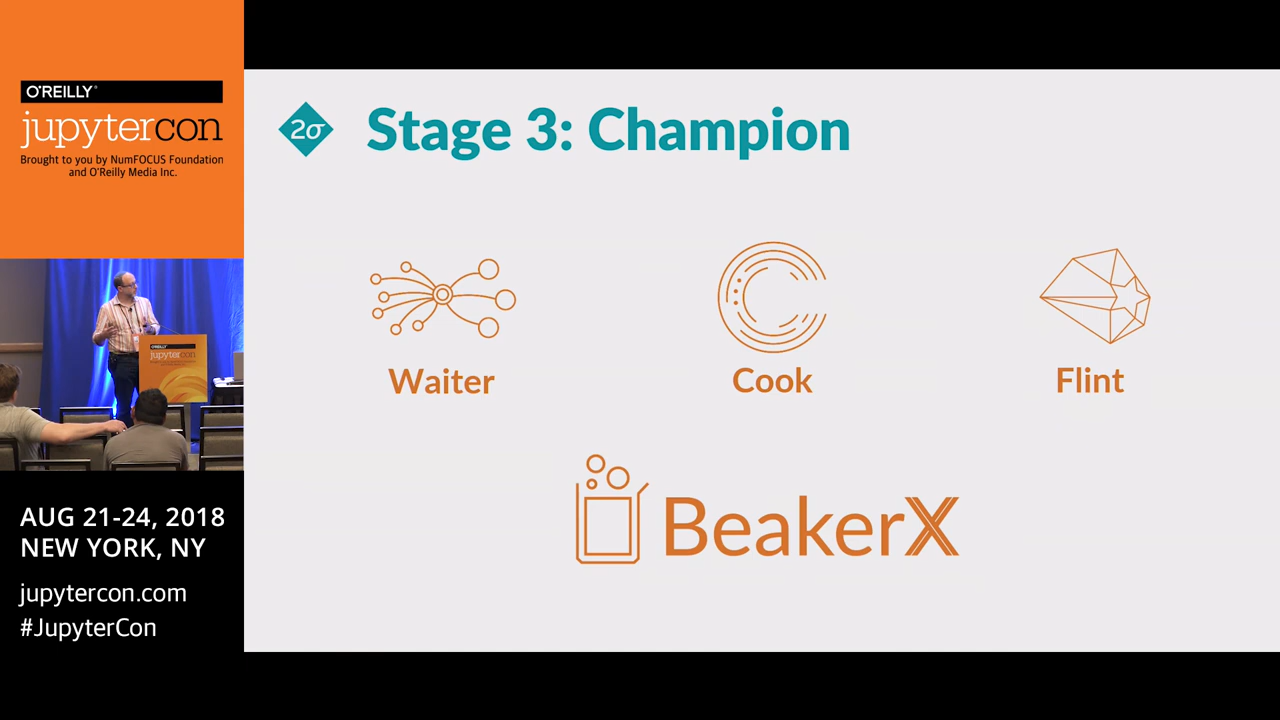 O'REILLY®
jupytercon
Brought to you by NumFOCUS Foundation
and O'Reilly Media Inc.
2σ Stage 3: Champion
Waiter Cook Flint
BeakerX
jupytercon
AUG 21-24, 2018
NEW YORK, NY
jupytercon.com
#JupyterCon